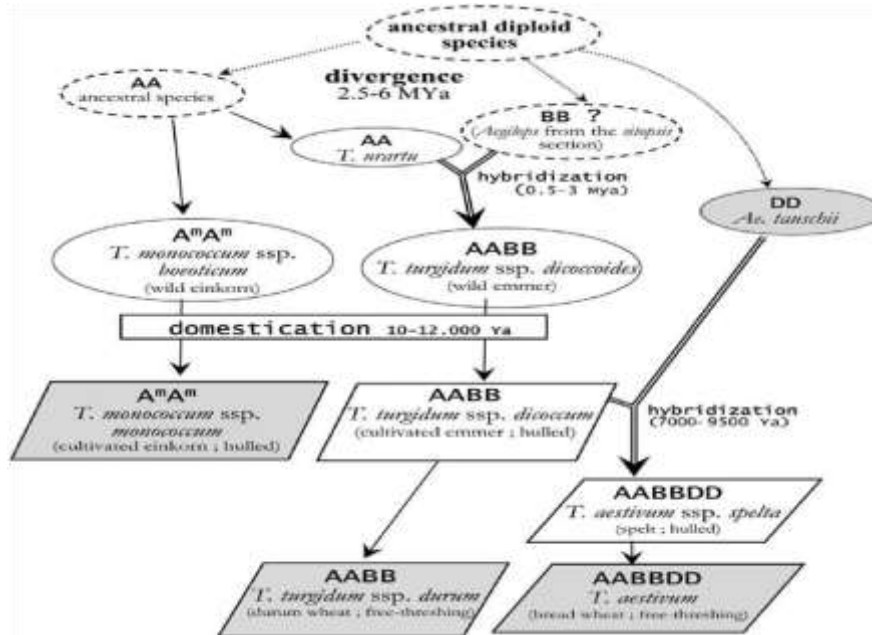 ancestral diploid
species
divergence
2.5-6 MYa
AA
ancestral species
AA
T. urartu
BB ?
(Aegilops from the sitopsis
section)
hybridization
(0.5-3 Mya)
DD
Ae. tauschii
AᵐAᵐ
T. monococcum ssp.
boeoticum
(wild einkorn)
AABB
T. turgidum ssp. dicoccoides
(wild emmer)
domestication 10-12.000 Ya
AᵐAᵐ
T. monococcum ssp.
monococcum
(cultivated einkorn ; hulled)
AABB
T. turgidum ssp. dicoccum
(cultivated emmer ; hulled)
hybridization
(7000-9500 Ya)
AABBDD
T. aestivum ssp. spelta
(spelt ; hulled)
AABB
T. turgidum ssp. durum
(durum wheat ; free-threshing)
AABBDD
T. aestivum
(bread wheat ; free-threshing)